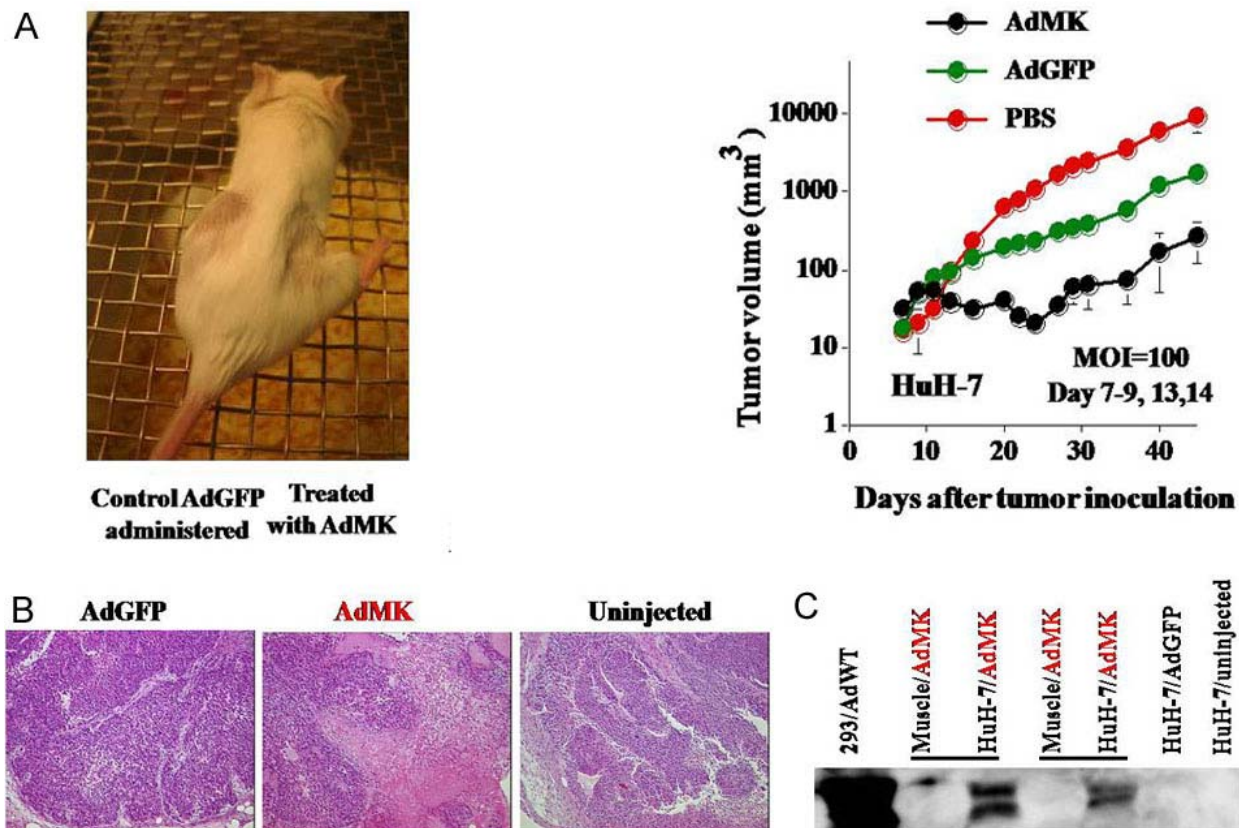 A
Control AdGFP
administered
Treated
with AdMK
AdMK
AdGFP
PBS
Tumor volume (mm3)
10000
1000
100
10
1
HuH-7
MOI=100
Day 7-9, 13,14
0
10
20
30
40
Days after tumor inoculation
B
AdGFP
AdMK
Uninjected
C
293/AdWT
Muscle/AdMK
HuH-7/AdMK
Muscle/AdMK
HuH-7/AdMK
HuH-7/AdGFP
HuH-7/uninjected